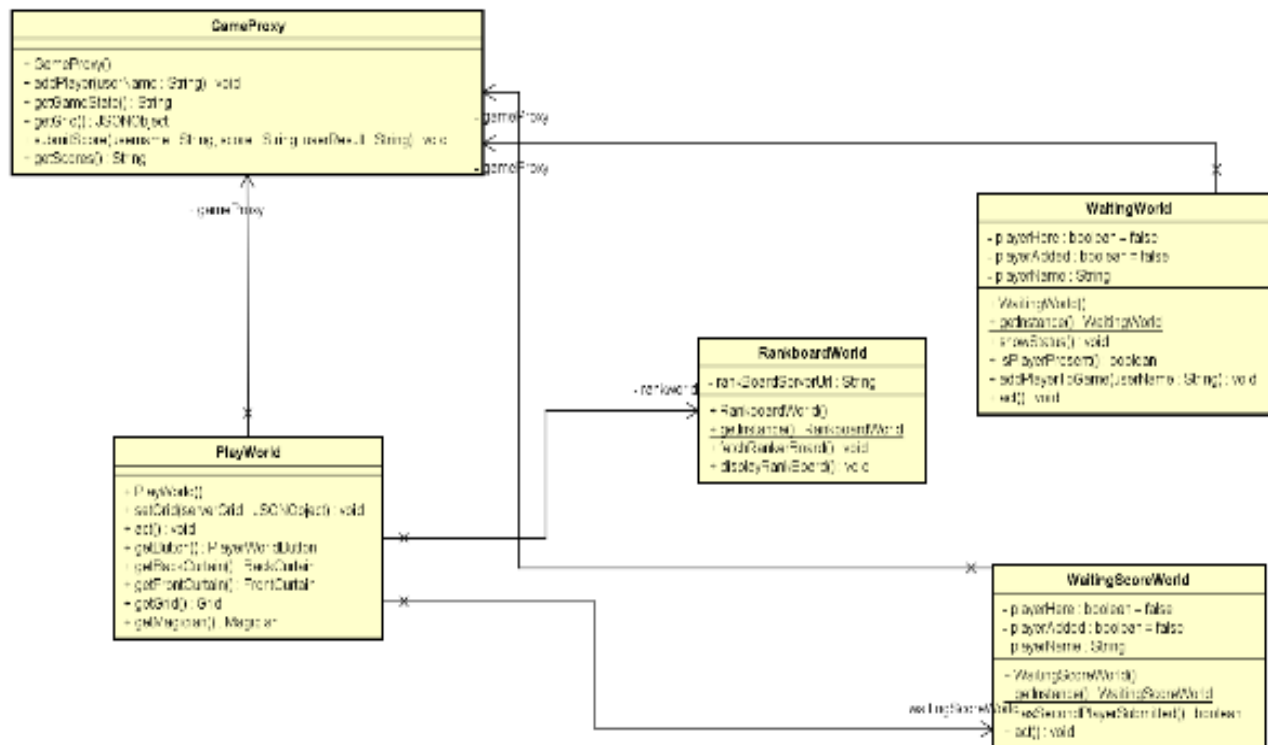 GameProxy
+ GameProxy()
+ addPlayer(userName : String) : void
+ getGameState() : String
+ getGrid() : JSONObject
submitScore(username : String, score : String, userResult : String) : void
+ getScores() : String
- gameProxy
- gameProxy
- gameProxy
WaitingWorld
- playerHere : boolean = false
- playerAdded : boolean = false
- playerName : String
+ WaitingWorld()
+ getInstance() : WaitingWorld
+ showStatus() : void
+ isPlayerPresent() : boolean
+ addPlayerToGame(userName : String) : void
+ act() : void
RankboardWorld
- rankBoardServerUrl : String
+ RankboardWorld()
+ getInstance() : RankboardWorld
+ fetchRankerBoard() : void
+ displayRankBoard() : void
- rankworld
PlayWorld
+ PlayWorld()
+ setGrid(serverGrid : JSONObject) : void
+ act() : void
+ getButton() : PlayerWorldButton
+ getBackCurtain() : BackCurtain
+ getFrontCurtain() : FrontCurtain
+ getGrid() : Grid
+ getMagician() : Magician
WaitingScoreWorld
- playerHere : boolean = false
- playerAdded : boolean = false
playerName : String
+ WaitingScoreWorld()
getInstance() : WaitingScoreWorld
hasSecondPlayerSubmitted() : boolean
+ act() : void
waitingScoreWorld